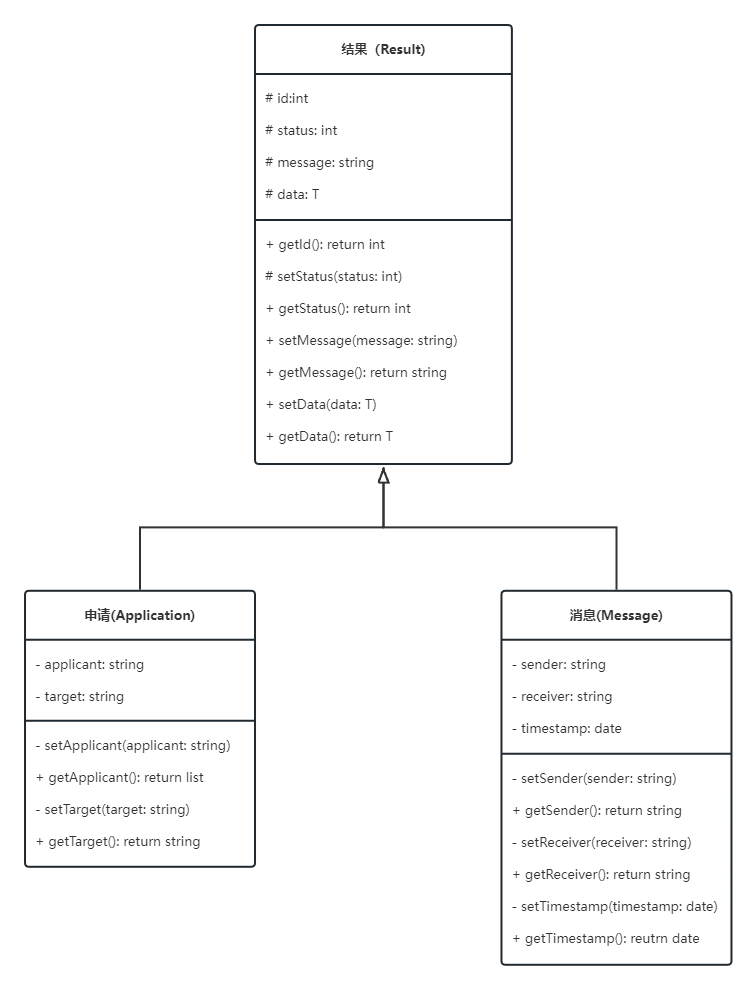 结果（Result)
# id:int
# status: int
# message: string
# data: T
+ getId(): return int
# setStatus(status: int)
+ getStatus(): return int
+ setMessage(message: string)
+ getMessage(): return string
+ setData(data: T)
+ getData(): return T
申请(Application)
- applicant: string
- target: string
- setApplicant(applicant: string)
+ getApplicant(): return list
- setTarget(target: string)
+ getTarget(): return string
消息(Message)
- sender: string
- receiver: string
- timestamp: date
- setSender(sender: string)
+ getSender(): return string
- setReceiver(receiver: string)
+ getReceiver(): return string
- setTimestamp(timestamp: date)
+ getTimestamp(): reutrn date